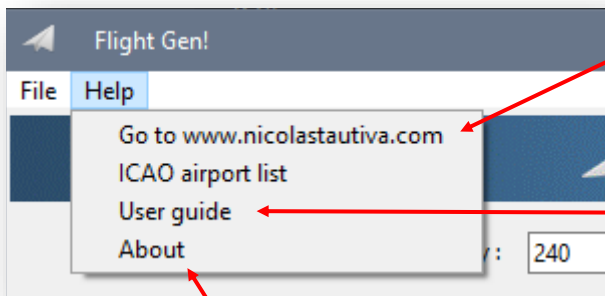 Flight Gen!
File Help
Go to www.nicolastautiva.com
ICAO airport list
User guide
About
y: 240